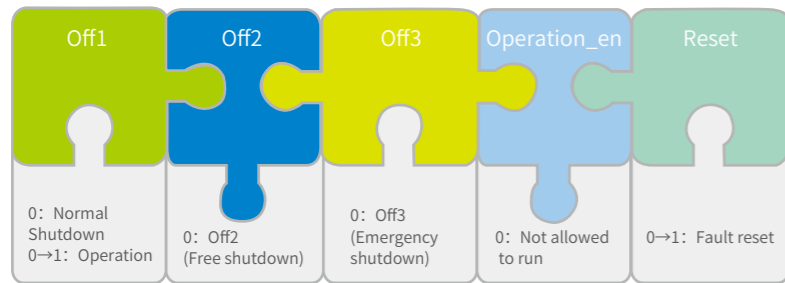 Off1
Off2
Off3
Operation_en
Reset
0：Normal
Shutdown
0→1：Operation
0：Off2
(Free shutdown)
0：Off3
(Emergency
shutdown)
0：Not allowed
to run
0→1：Fault reset